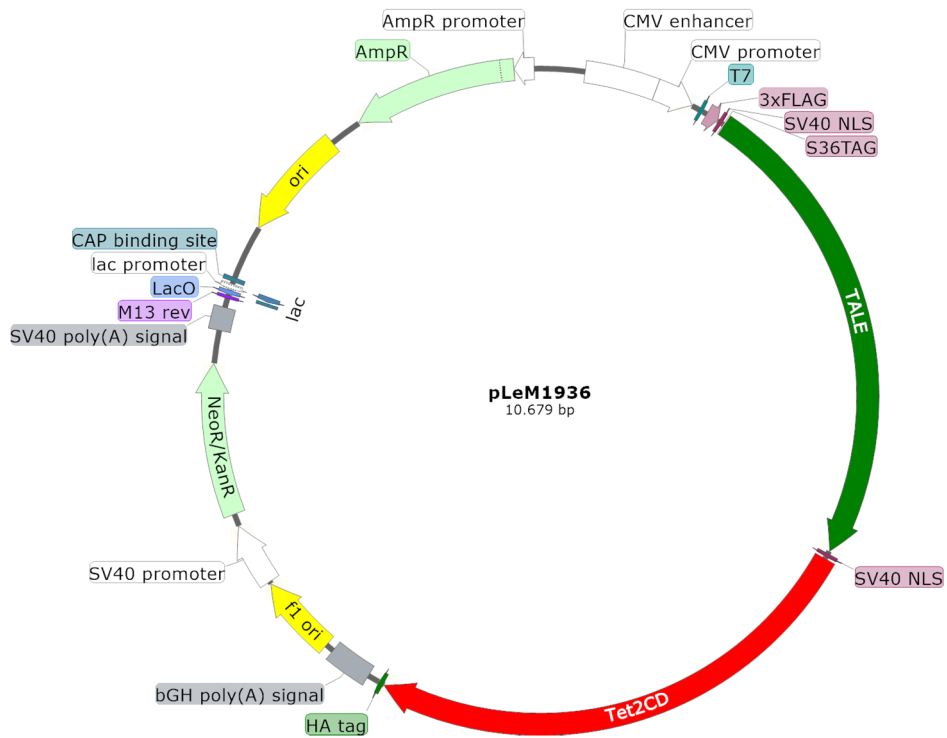 AmpR promoter
CMV enhancer
AmpR
CMV promoter
T7
3xFLAG
SV40 NLS
S36TAG
ori
CAP binding site
lac promoter
LacO
lac
M13 rev
SV40 poly(A) signal
TALE
pLeM1936
10.679 bp
NeoR/KanR
SV40 promoter
SV40 NLS
f1 ori
bGH poly(A) signal
Tet2CD
HA tag